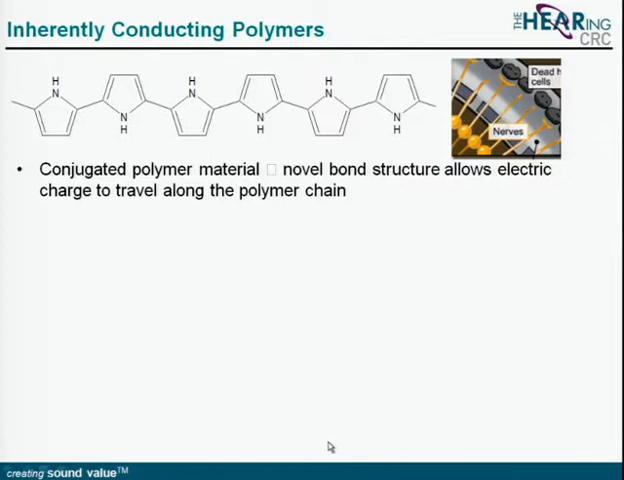 Inherently Conducting Polymers
THE HEARing
CRC
H
N
H
N
H
N
N
H
N
H
N
H
Dead h
cells
Nerves
• Conjugated polymer material □ novel bond structure allows electric
charge to travel along the polymer chain
creating sound value™